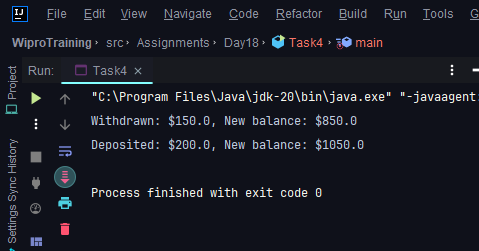 IJ File Edit View Navigate Code Refactor Build Run Tools
WiproTraining src Assignments Day18 Task4 main
Run: Task4
"C:\Program Files\Java\jdk-20\bin\java.exe" "-javaagent:
Withdrawn: $150.0, New balance: $850.0
Deposited: $200.0, New balance: $1050.0
Process finished with exit code 0
Project
Settings Sync History